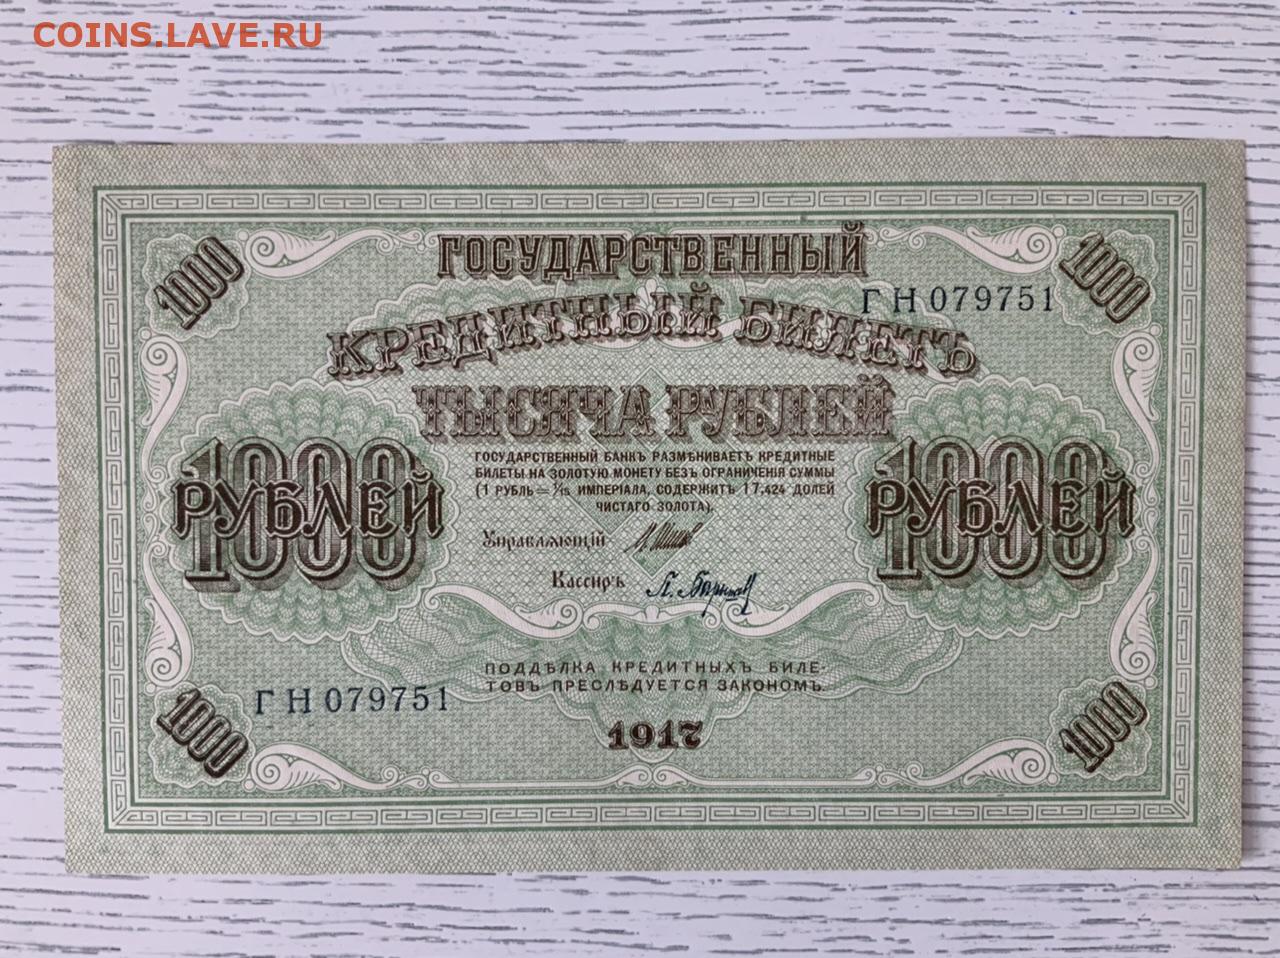 COINS.LAVE.RU
1000
1000
ГОСУДАРСТВЕННЫЙ
ГН 079751
КРЕДИТНЫЙ БИЛЕТЪ
ТЫСЯЧА РУБЛЕЙ
1000
РУБЛЕЙ
1000
РУБЛЕЙ
ГОСУДАРСТВЕННЫЙ БАНКЪ РАЗМѢНИВАЕТЪ КРЕДИТНЫЕ
БИЛЕТЫ НА ЗОЛОТУЮ МОНЕТУ БЕЗЪ ОГРАНИЧЕНІЯ СУММЫ
(1 РУБЛЬ = 1/15 ИМПЕРІАЛА, СОДЕРЖИТЪ 17,424 ДОЛЕЙ
ЧИСТАГО ЗОЛОТА).
Управляющій
Кассиръ
ПОДДѢЛКА КРЕДИТНЫХЪ БИЛЕ-
ТОВЪ ПРЕСЛѢДУЕТСЯ ЗАКОНОМЪ.
ГН 079751
1917
1000
1000